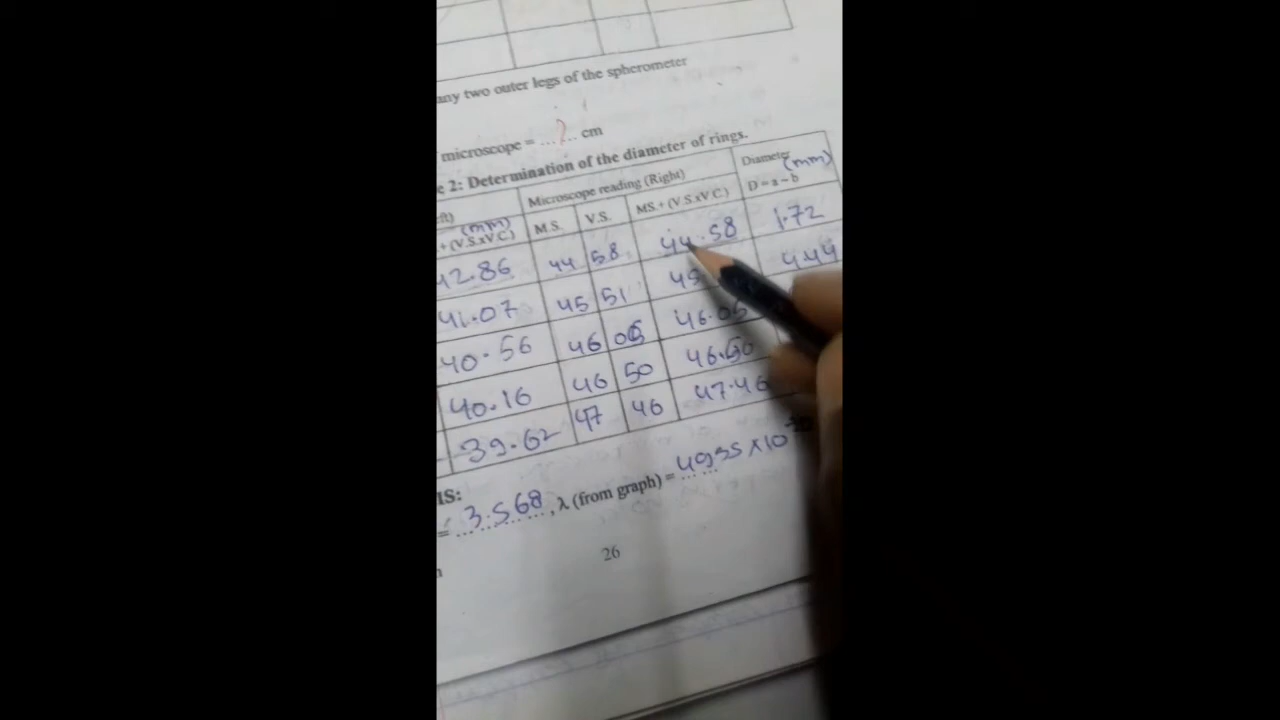 any two outer legs of the spherometer
microscope = ...?... cm
2: Determination of the diameter of rings.
Microscope reading (Right) Diameter (mm)
D = a ~ b
(mm)
+ (V.S.xV.C.) M.S. V.S. MS.+ (V.S.xV.C.)
42.86 44 58 44.58 1.72
41.07 45 51 45 4.44
40.56 46 05 46.05
40.16 46 50 46.50
39.62 47 46 47.46
IS:
= 3.568, λ (from graph) = 4935 x 10
26